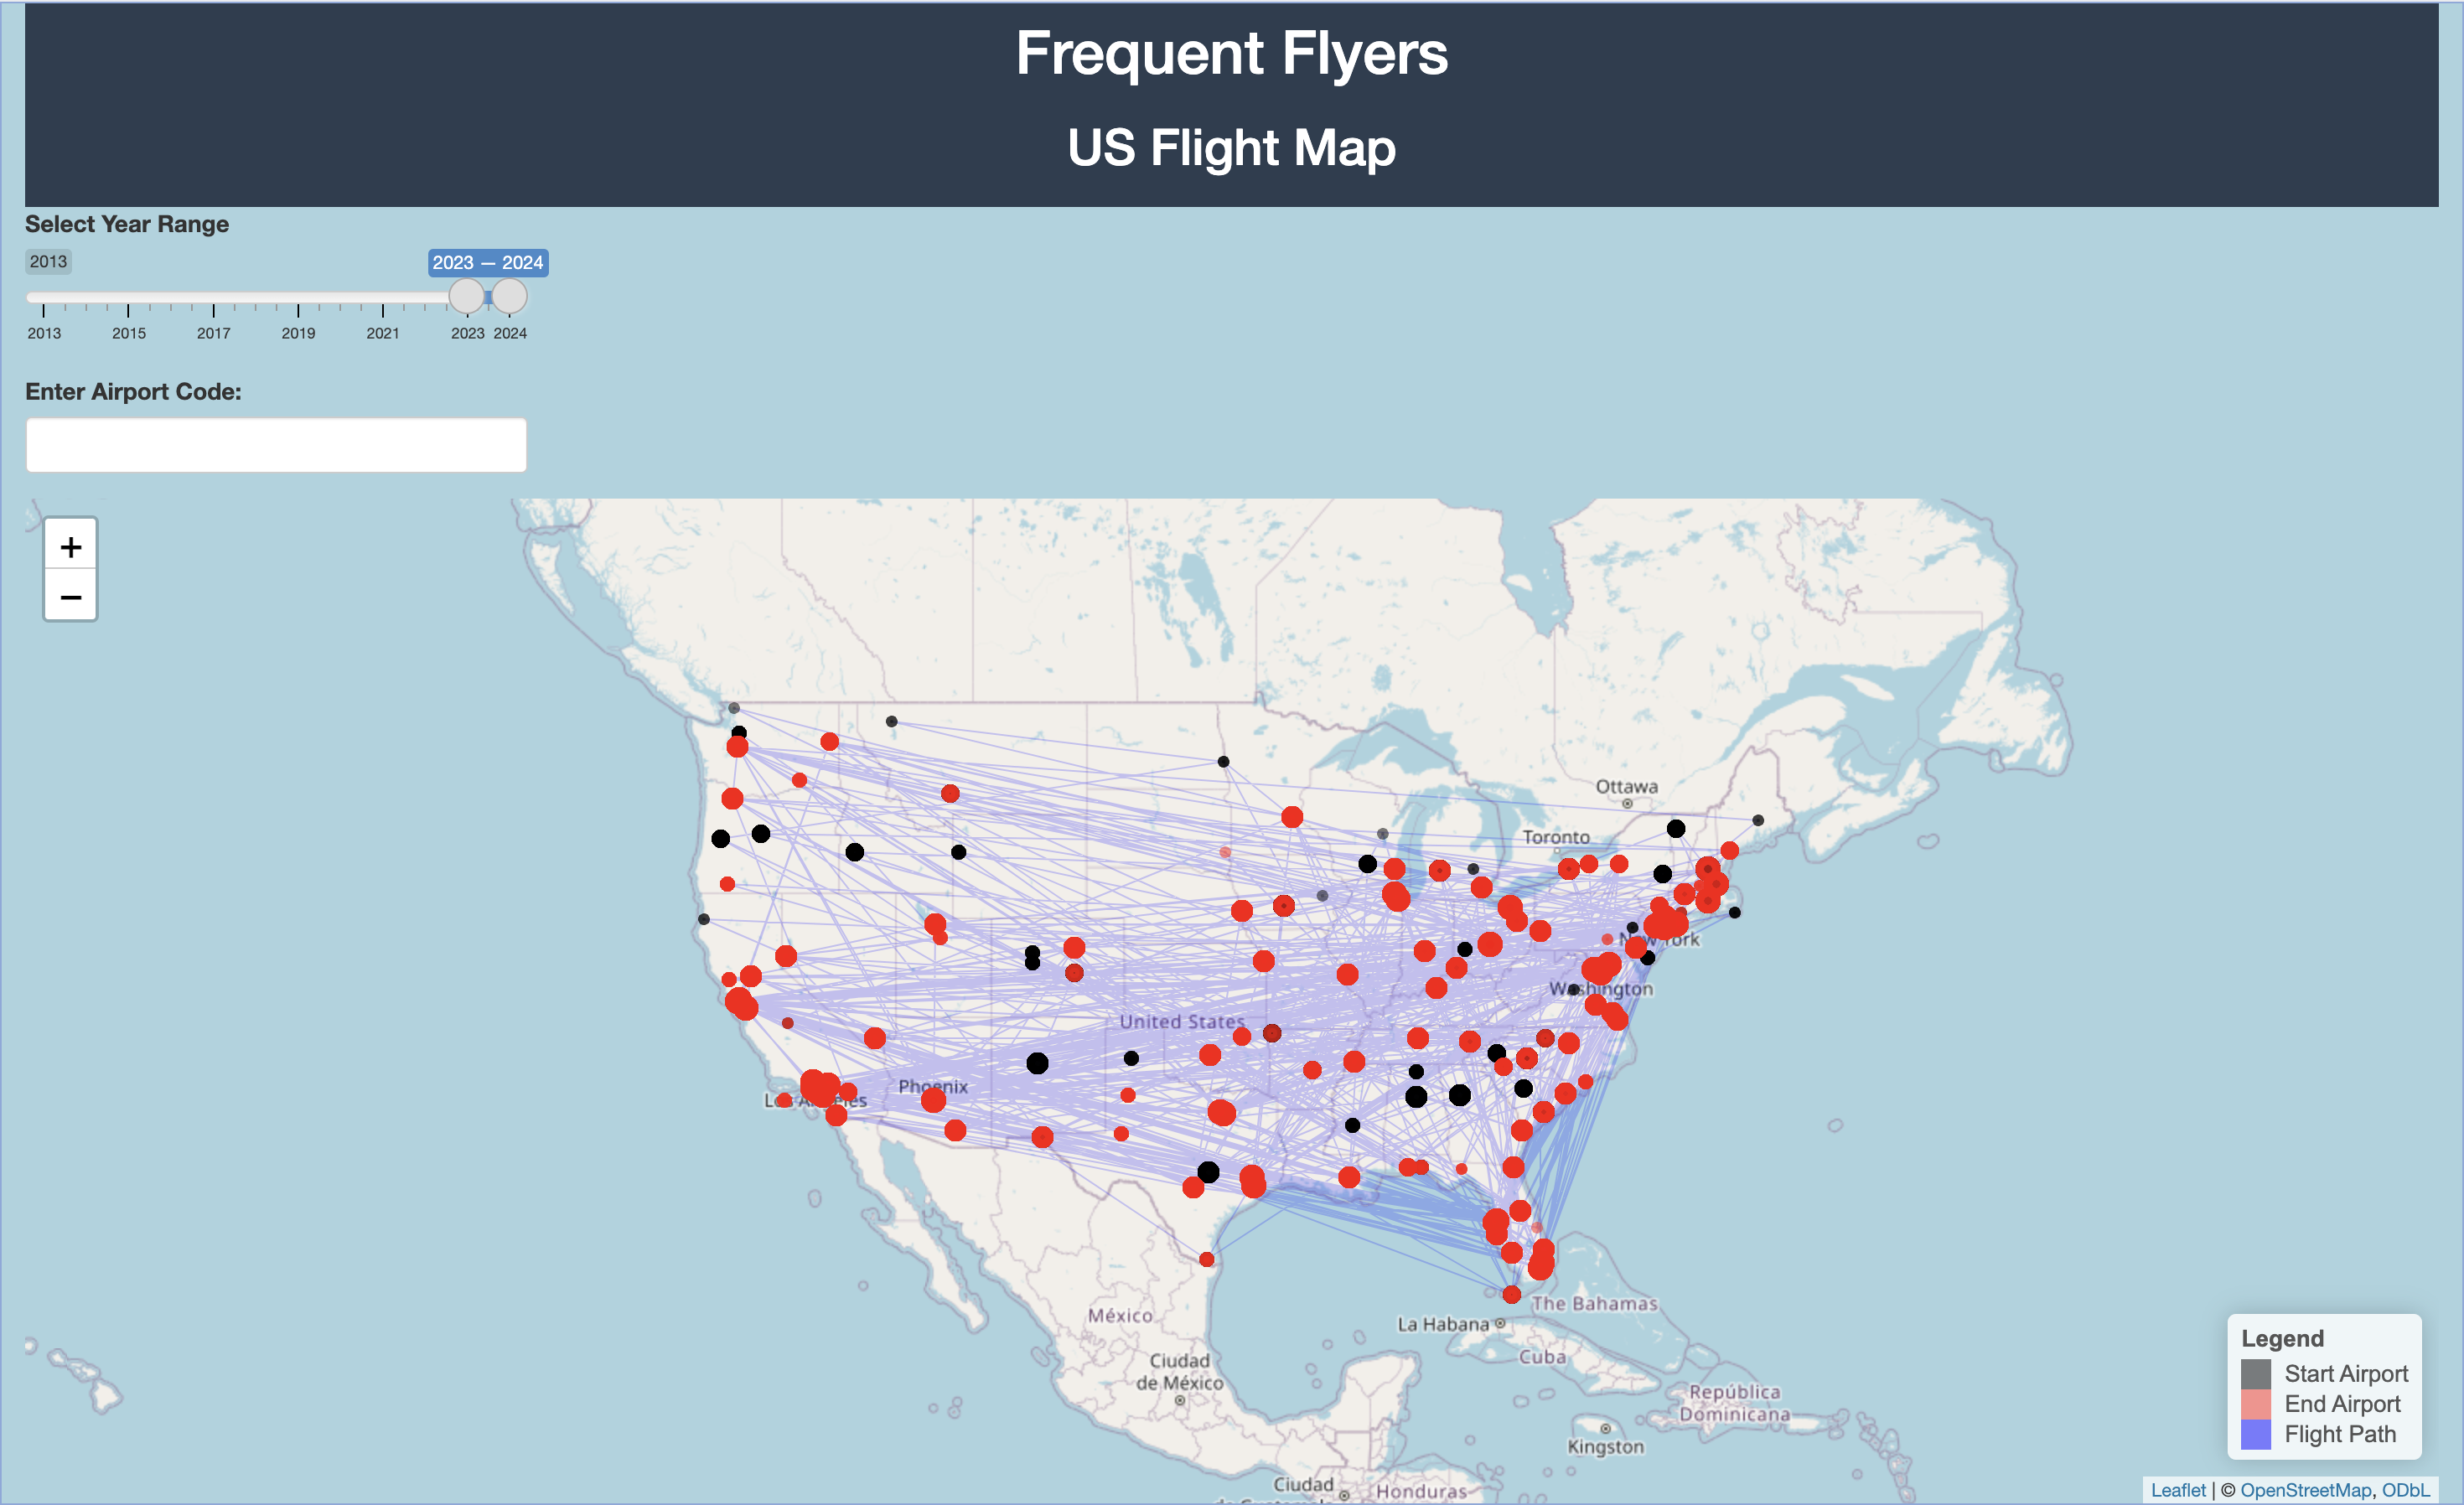 Frequent Flyers
US Flight Map
Select Year Range
2013
2023 — 2024
2013 2015 2017 2019 2021 2023 2024
Enter Airport Code:
+
−
Ottawa
Toronto
New York
Washington
United States
Phoenix
Los Angeles
México
The Bahamas
La Habana
Cuba
Ciudad
de México
República
Dominicana
Kingston
Ciudad
Honduras
Legend
Start Airport
End Airport
Flight Path
Leaflet | © OpenStreetMap, ODbL